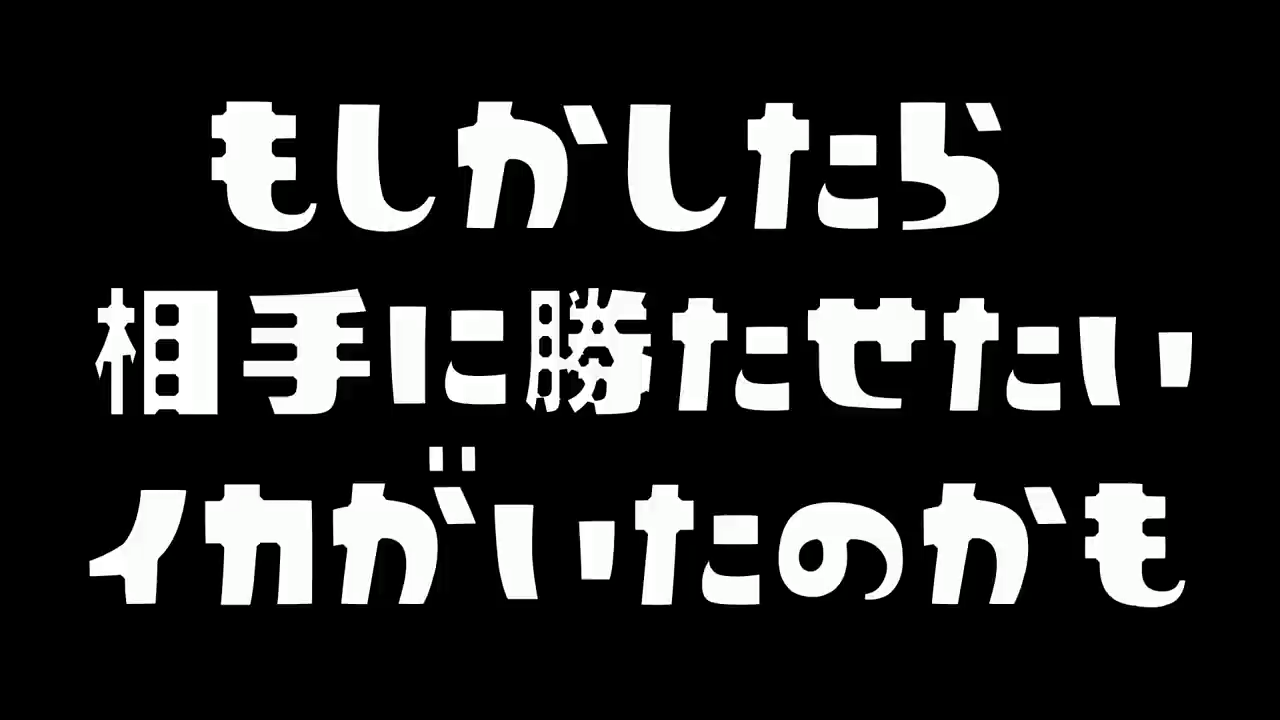 もしかしたら
相手に勝たせたい
イカがいたのかも